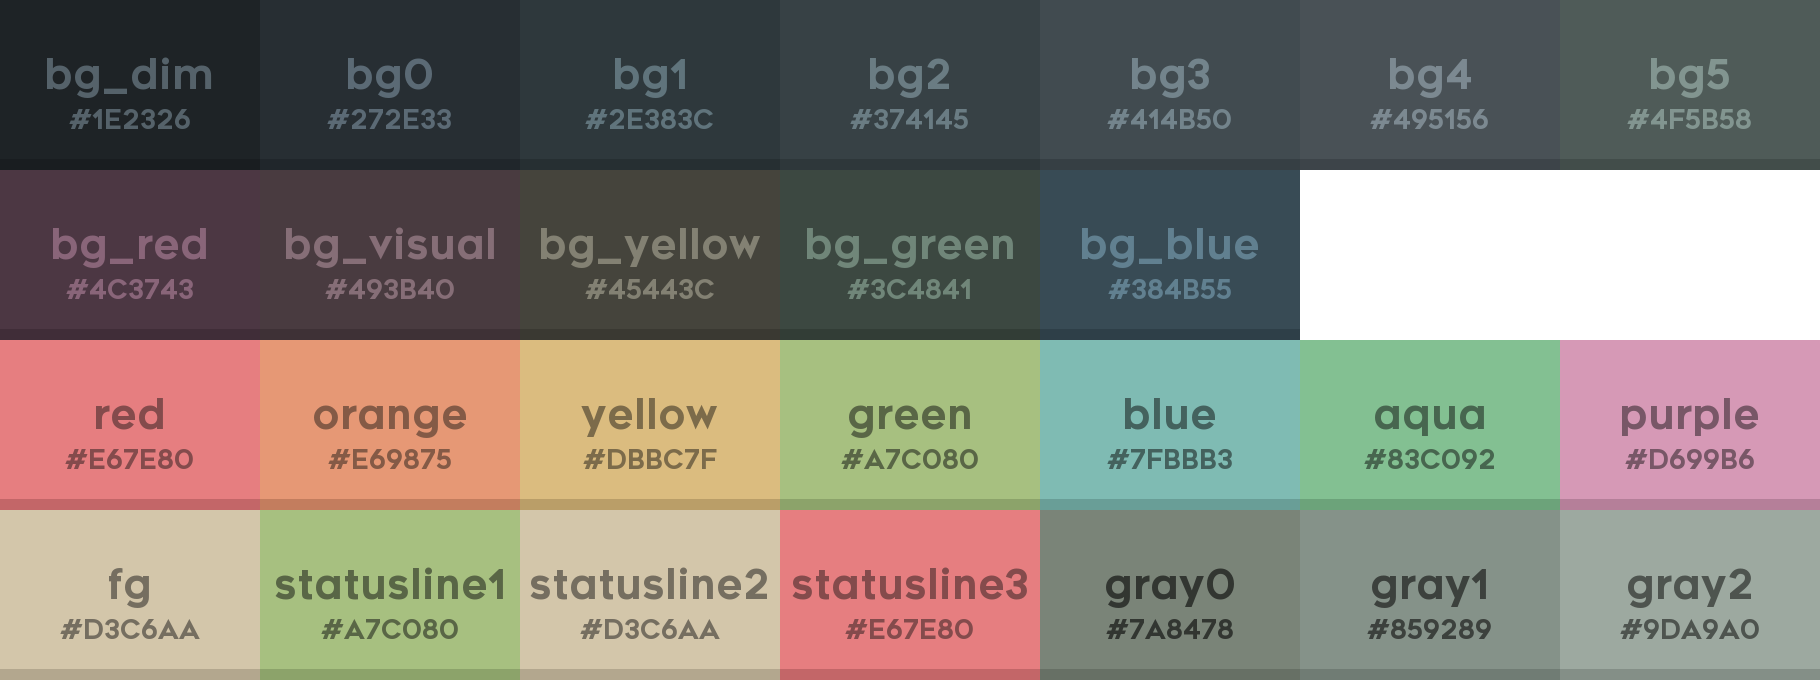 bg_dim bg0 bg1 bg2 bg3 bg4 bg5
#1E2326 #272E33 #2E383C #374145 #414B50 #495156 #4F5B58
bg_red bg_visual bg_yellow bg_green bg_blue
#4C3743 #493B40 #45443C #3C4841 #384B55
red orange yellow green blue aqua purple
#E67E80 #E69875 #DBBC7F #A7C080 #7FBBB3 #83C092 #D699B6
fg statusline1 statusline2 statusline3 gray0 gray1 gray2
#D3C6AA #A7C080 #D3C6AA #E67E80 #7A8478 #859289 #9DA9A0